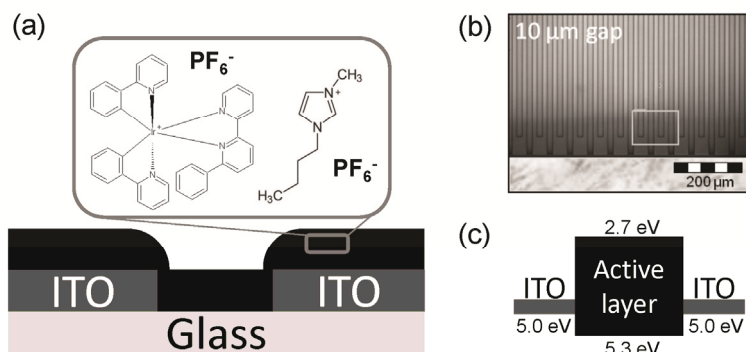 (a)
PF6-
N
N
Ir+
N
N
CH3
N
+
N
PF6-
H3C
ITO
ITO
Glass
(b)
10 µm gap
200 µm
(c)
2.7 eV
ITO
Active
layer
ITO
5.0 eV
5.0 eV
5.3 eV